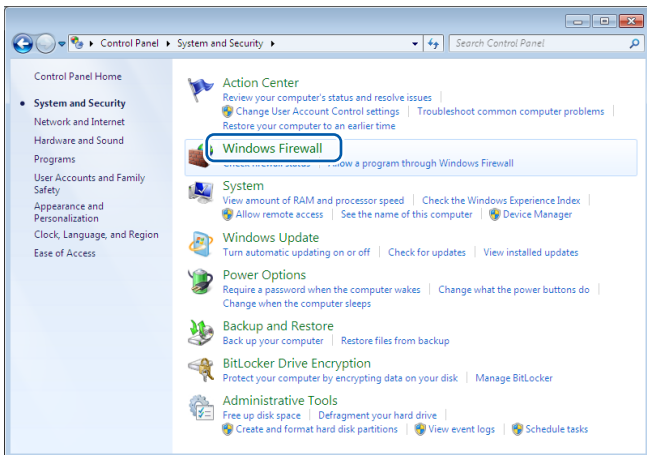 Control Panel ▸ System and Security ▸
Search Control Panel
Control Panel Home
System and Security
Network and Internet
Hardware and Sound
Programs
User Accounts and Family
Safety
Appearance and
Personalization
Clock, Language, and Region
Ease of Access
Action Center
Review your computer's status and resolve issues
Change User Account Control settings | Troubleshoot common computer problems
Restore your computer to an earlier time
Windows Firewall
Check firewall status | Allow a program through Windows Firewall
System
View amount of RAM and processor speed | Check the Windows Experience Index
Allow remote access | See the name of this computer | Device Manager
Windows Update
Turn automatic updating on or off | Check for updates | View installed updates
Power Options
Require a password when the computer wakes | Change what the power buttons do
Change when the computer sleeps
Backup and Restore
Back up your computer | Restore files from backup
BitLocker Drive Encryption
Protect your computer by encrypting data on your disk | Manage BitLocker
Administrative Tools
Free up disk space | Defragment your hard drive
Create and format hard disk partitions | View event logs | Schedule tasks